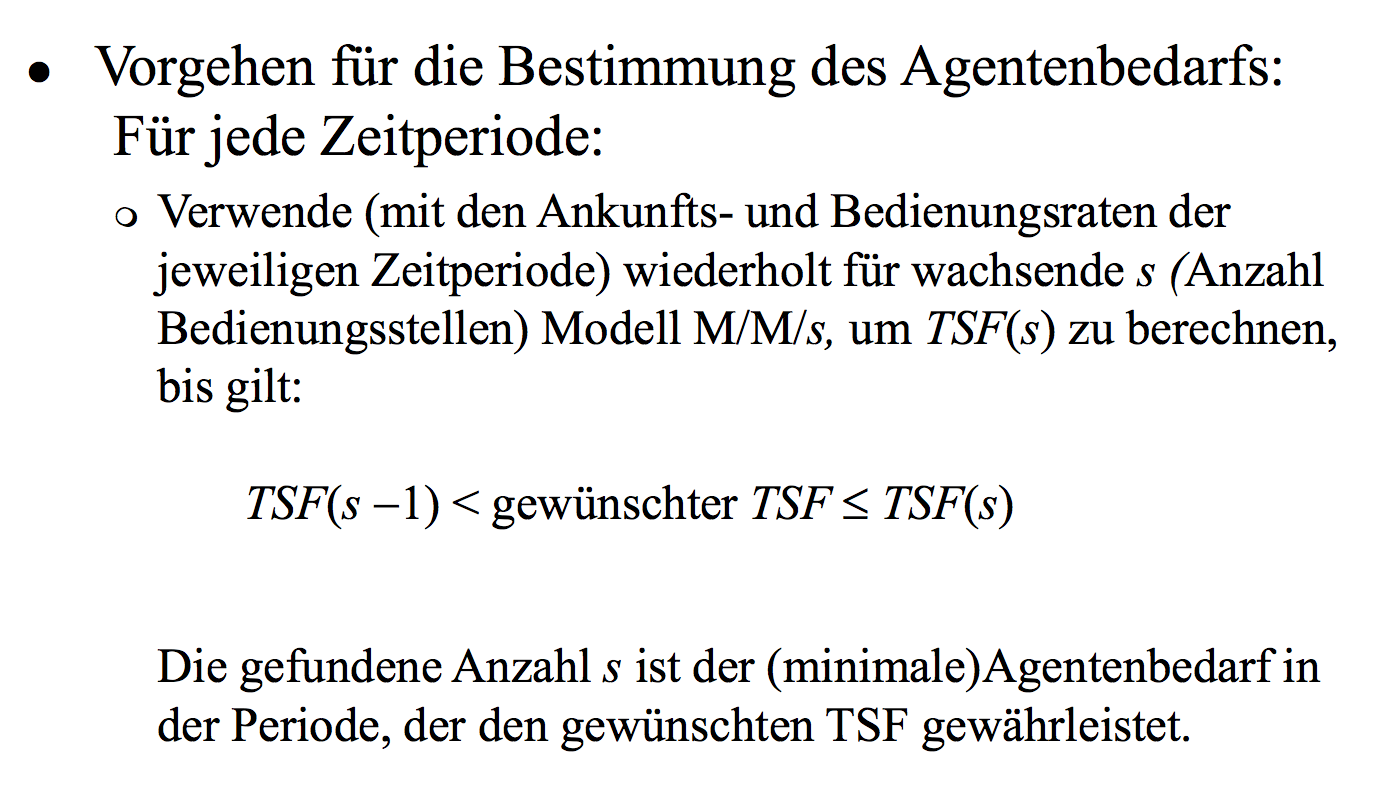 • Vorgehen für die Bestimmung des Agentenbedarfs:
Für jede Zeitperiode:
○ Verwende (mit den Ankunfts- und Bedienungsraten der
jeweiligen Zeitperiode) wiederholt für wachsende s (Anzahl
Bedienungsstellen) Modell M/M/s, um TSF(s) zu berechnen,
bis gilt:
TSF(s −1) < gewünschter TSF ≤ TSF(s)
Die gefundene Anzahl s ist der (minimale)Agentenbedarf in
der Periode, der den gewünschten TSF gewährleistet.